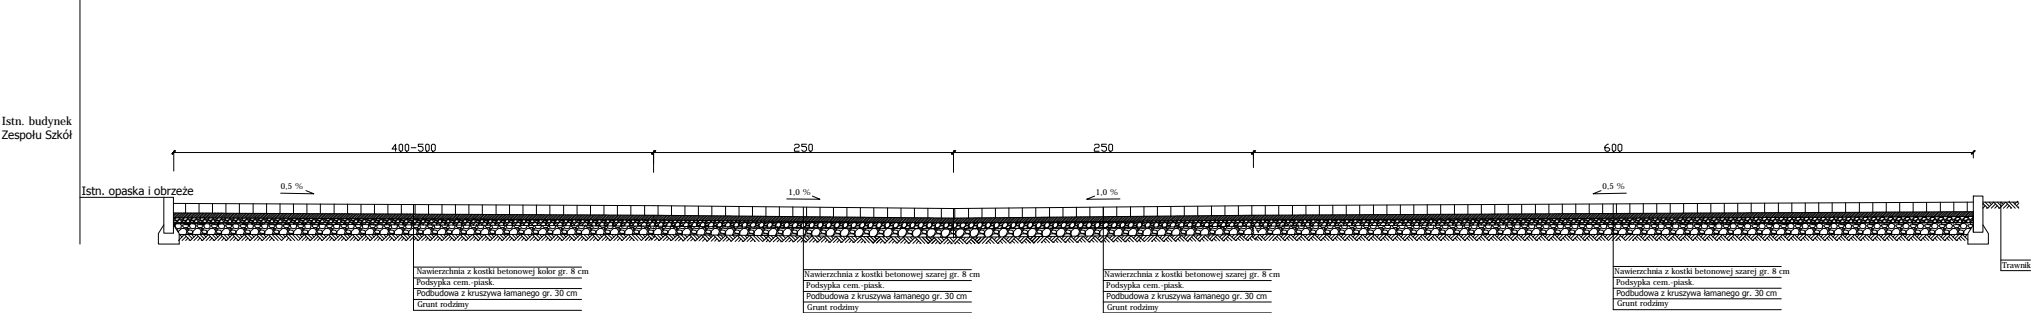 Istn. budynek
Zespołu Szkół
400-500
250
250
600
Istn. opaska i obrzeże
0,5 %
1,0 %
1,0 %
0,5 %
Nawierzchnia z kostki betonowej kolor gr. 8 cm
Podsypka cem.-piask.
Podbudowa z kruszywa łamanego gr. 30 cm
Grunt rodzimy
Nawierzchnia z kostki betonowej szarej gr. 8 cm
Podsypka cem.-piask.
Podbudowa z kruszywa łamanego gr. 30 cm
Grunt rodzimy
Nawierzchnia z kostki betonowej szarej gr. 8 cm
Podsypka cem.-piask.
Podbudowa z kruszywa łamanego gr. 30 cm
Grunt rodzimy
Nawierzchnia z kostki betonowej szarej gr. 8 cm
Podsypka cem.-piask.
Podbudowa z kruszywa łamanego gr. 30 cm
Grunt rodzimy
Trawnik